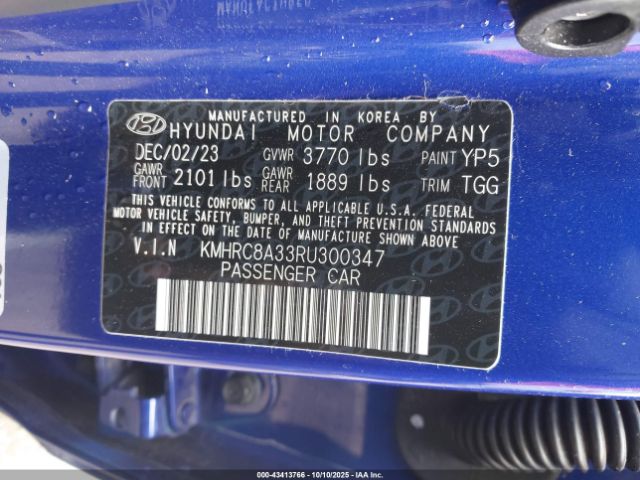 MANUFACTURED IN KOREA BY
HYUNDAI MOTOR COMPANY
DEC/02/23 GVWR 3770 lbs PAINT YP5
GAWR FRONT 2101 lbs GAWR REAR 1889 lbs TRIM TGG
THIS VEHICLE CONFORMS TO ALL APPLICABLE U.S.A. FEDERAL
MOTOR VEHICLE SAFETY, BUMPER, AND THEFT PREVENTION STANDARDS
IN EFFECT ON THE DATE OF MANUFACTURE SHOWN ABOVE.
V.I.N KMHRC8A33RU300347
PASSENGER CAR
000-43413766 - 10/10/2025 - IAAI.com